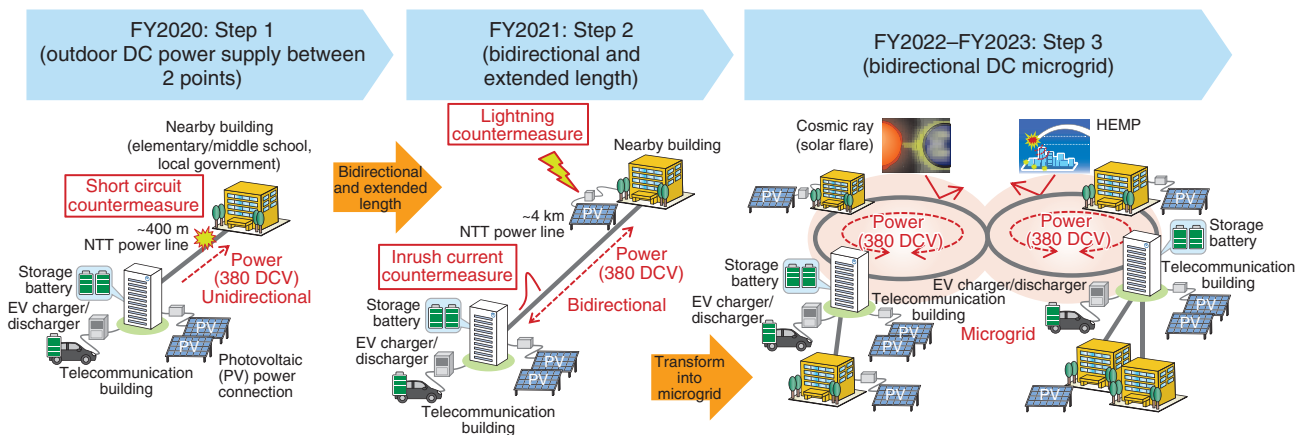 FY2020: Step 1
(outdoor DC power supply between
2 points)
FY2021: Step 2
(bidirectional and
extended length)
FY2022–FY2023: Step 3
(bidirectional DC microgrid)
Nearby building
(elementary/middle school,
local government)
Short circuit
countermeasure
~400 m
NTT power line
Storage
battery
EV charger/
discharger
Power
(380 DCV)
Unidirectional
PV
PV
Telecommunication
building
Photovoltaic
(PV) power
connection
Bidirectional
and extended
length
Lightning
countermeasure
Nearby building
PV
~4 km
NTT power line
Inrush current
countermeasure
Power
(380 DCV)
Bidirectional
Storage
battery
EV charger/
discharger
PV
PV
Telecommunication
building
Transform
into
microgrid
Cosmic ray
(solar flare)
HEMP
PV
PV
Power
(380 DCV)
Power
(380 DCV)
Storage
battery
Storage
battery
EV charger/
discharger
Telecommunication
building
EV charger/discharger
Telecommunication
building
PV
PV
PV
PV
Microgrid
PV
PV